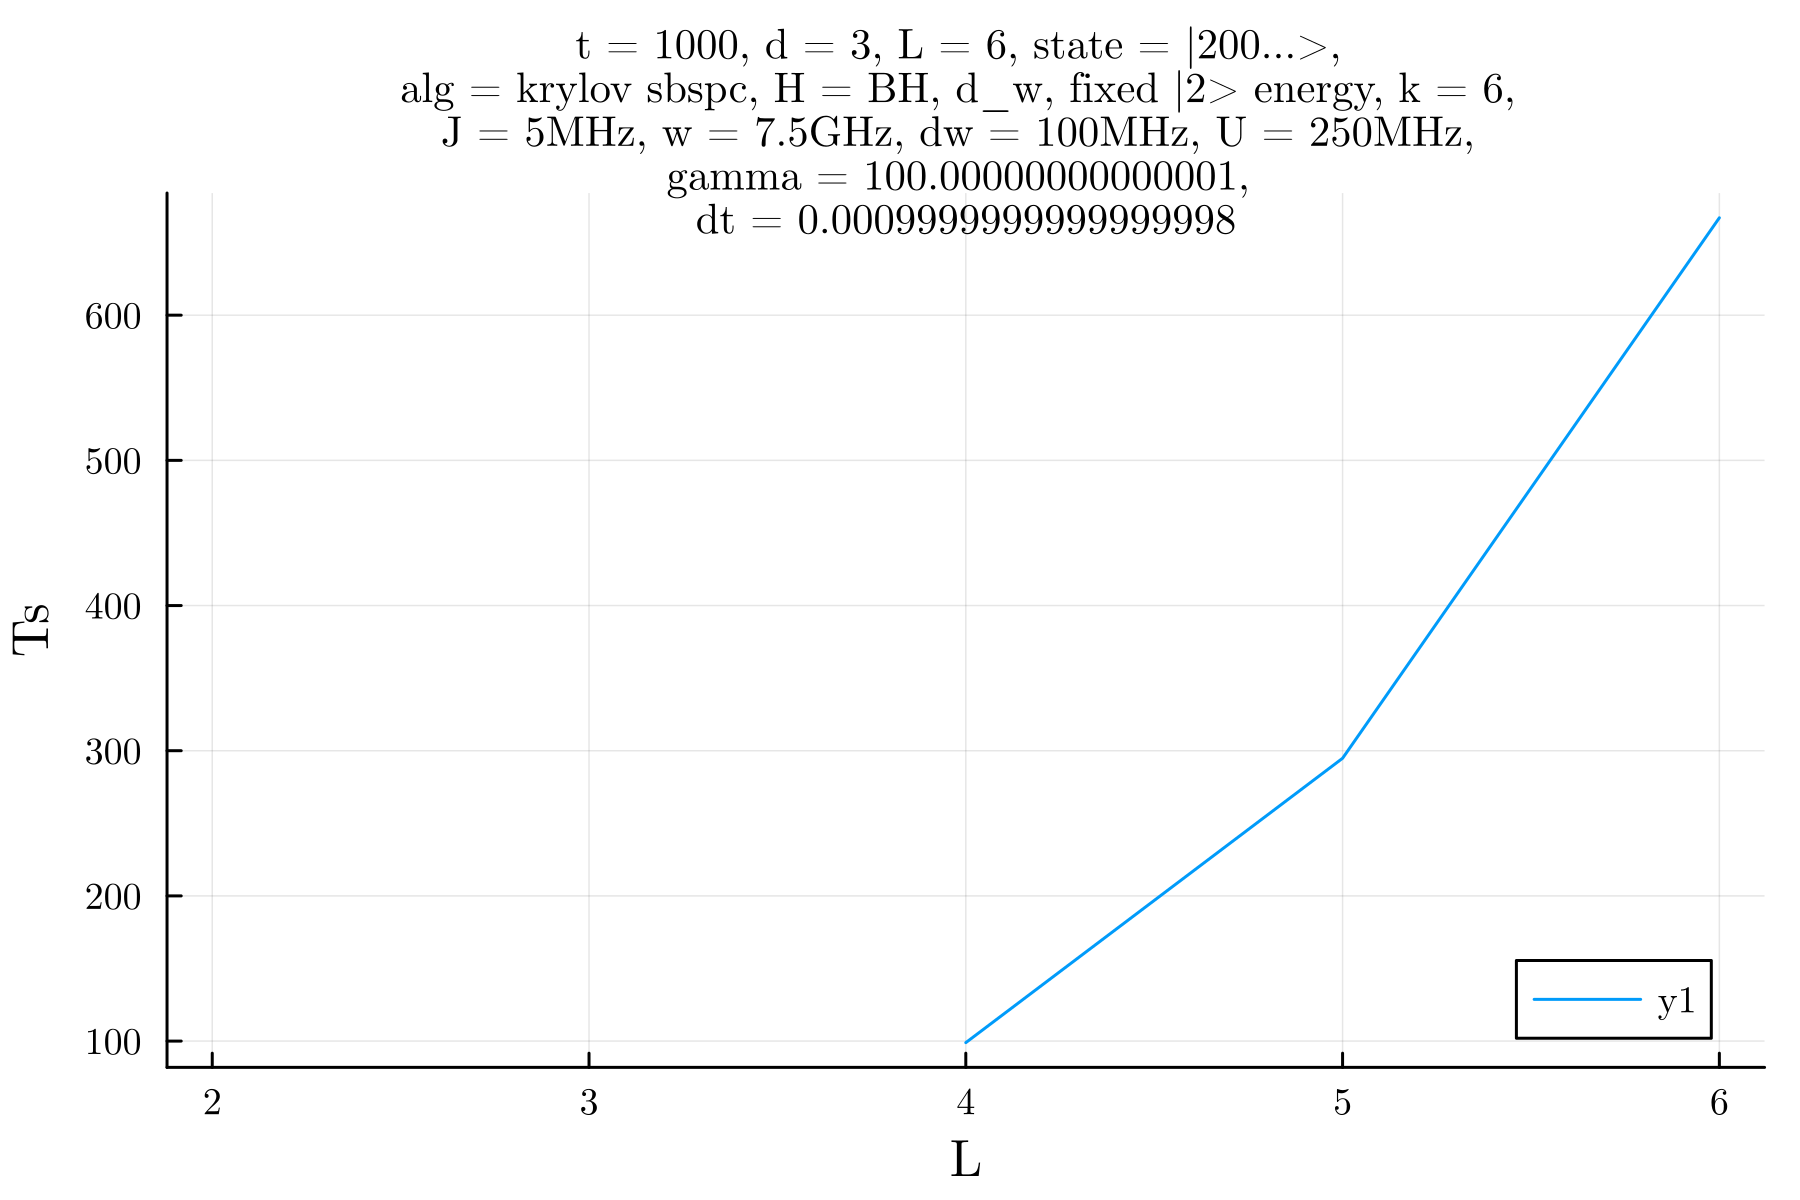 t = 1000, d = 3, L = 6, state = |200...>,
alg = krylov sbspc, H = BH, d_w, fixed |2> energy, k = 6,
J = 5MHz, w = 7.5GHz, dw = 100MHz, U = 250MHz,
gamma = 100.00000000000001,
dt = 0.0009999999999999998
600
500
400
300
200
100
Ts
y1
2 3 4 5 6
L